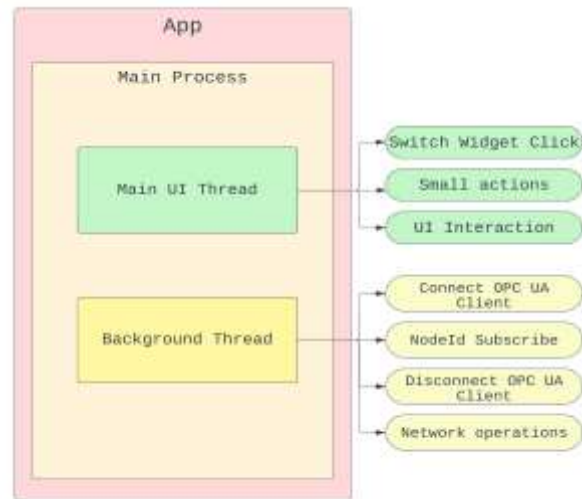 App
Main Process
Main UI Thread
Switch Widget Click
Small actions
UI Interaction
Background Thread
Connect OPC UA
Client
NodeId Subscribe
Disconnect OPC UA
Client
Network operations